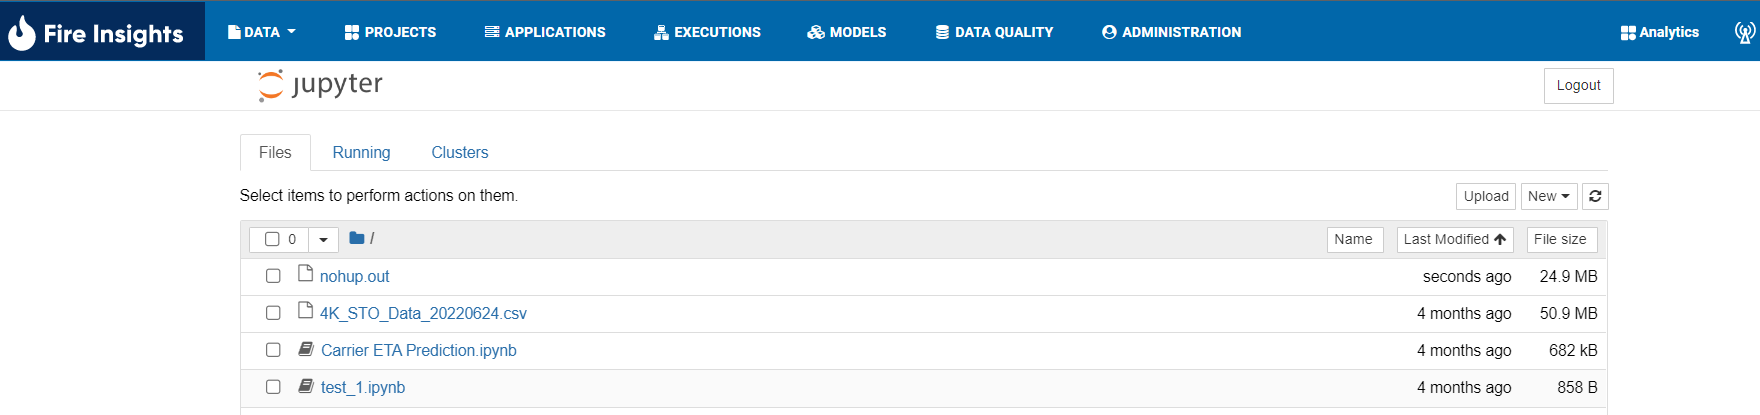 Fire Insights DATA PROJECTS APPLICATIONS EXECUTIONS MODELS DATA QUALITY ADMINISTRATION Analytics
jupyter Logout
Files Running Clusters
Select items to perform actions on them. Upload New
0 / Name Last Modified File size
nohup.out seconds ago 24.9 MB
4K_STO_Data_20220624.csv 4 months ago 50.9 MB
Carrier ETA Prediction.ipynb 4 months ago 682 kB
test_1.ipynb 4 months ago 858 B